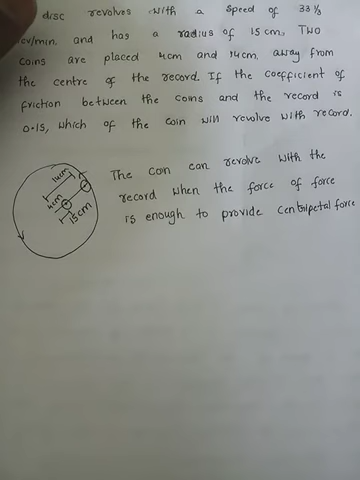 disc revolves with a speed of 33 1/3
rev/min. and has a radius of 15 cm. Two
coins are placed 4cm and 14cm, away from
the centre of the record. If the coefficient of
friction between the coins and the record is
0.15, which of the coin will revolve with record.
The coin can revolve with the
record when the force of force
is enough to provide centripetal force
14cm
4cm
15cm